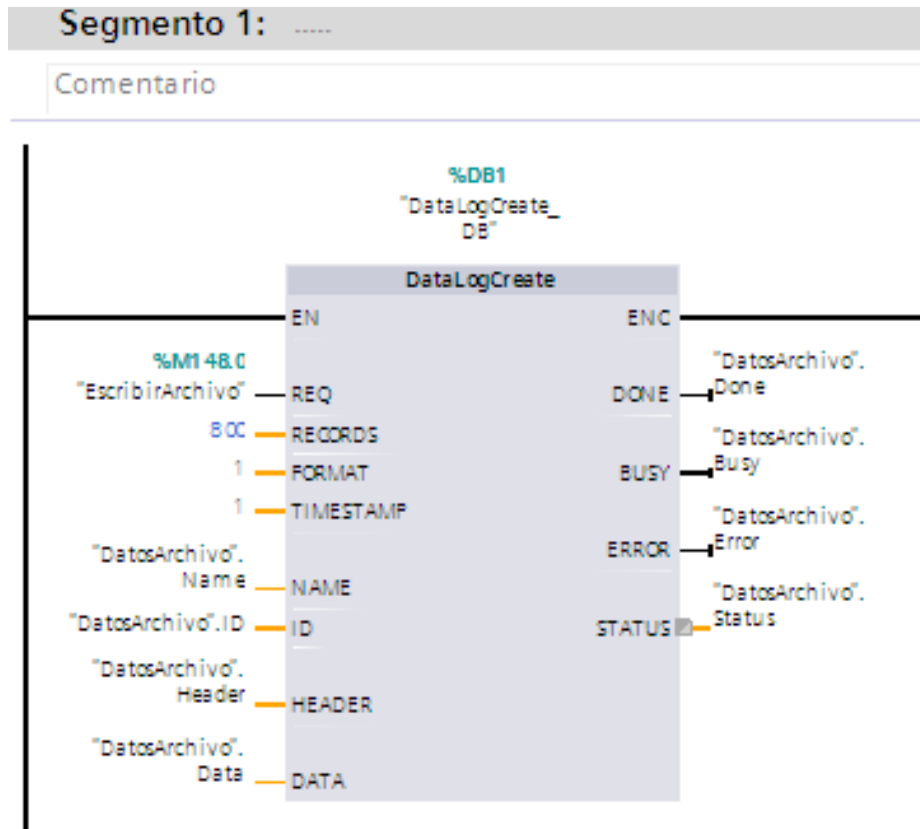 Segmento 1: .....
Comentario
%DB1
"DataLogCreate_
DB"
DataLogCreate
EN ENO
%M148.0
"EscribirArchivo" REQ
800 RECORDS
1 FORMAT
1 TIMESTAMP
"DatosArchivo".
Name NAME
"DatosArchivo".ID ID
"DatosArchivo".
Header HEADER
"DatosArchivo".
Data DATA
DONE "DatosArchivo".
Done
BUSY "DatosArchivo".
Busy
ERROR "DatosArchivo".
Error
STATUS "DatosArchivo".
Status